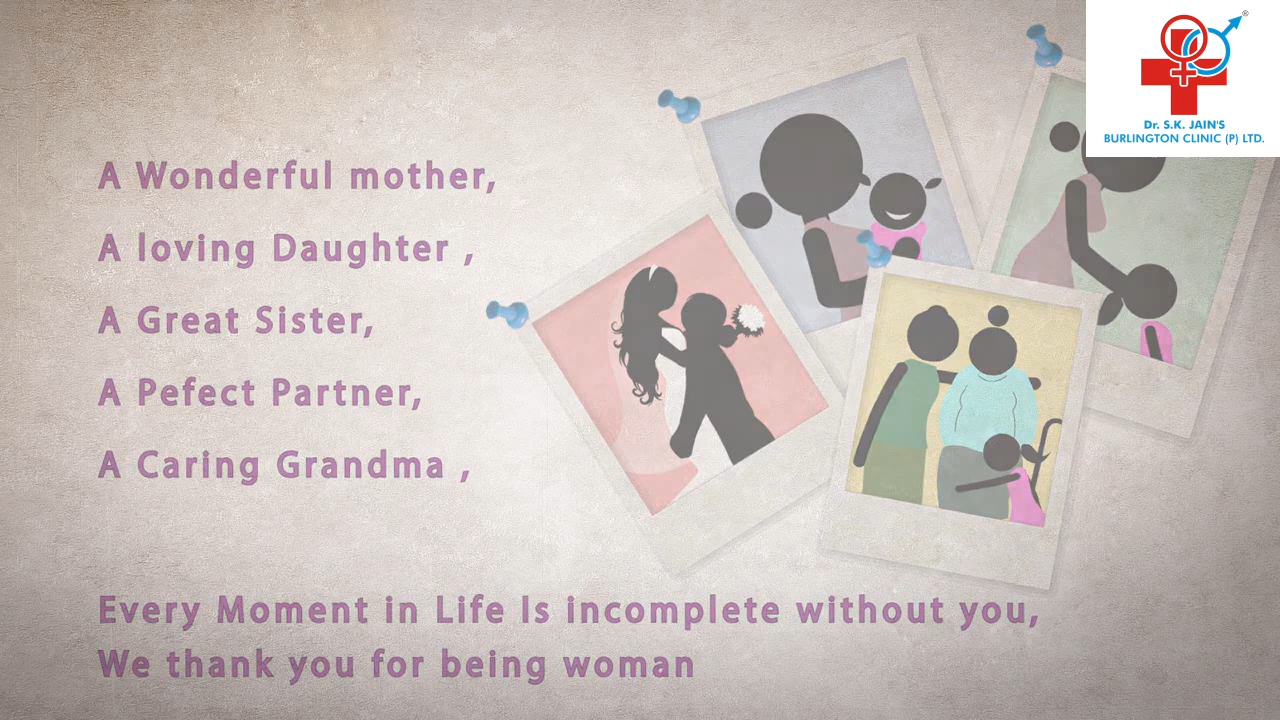 A Wonderful mother,
A loving Daughter ,
A Great Sister,
A Pefect Partner,
A Caring Grandma ,
Every Moment in Life Is incomplete without you,
We thank you for being woman
®
Dr. S.K. JAIN'S
BURLINGTON CLINIC (P) LTD.